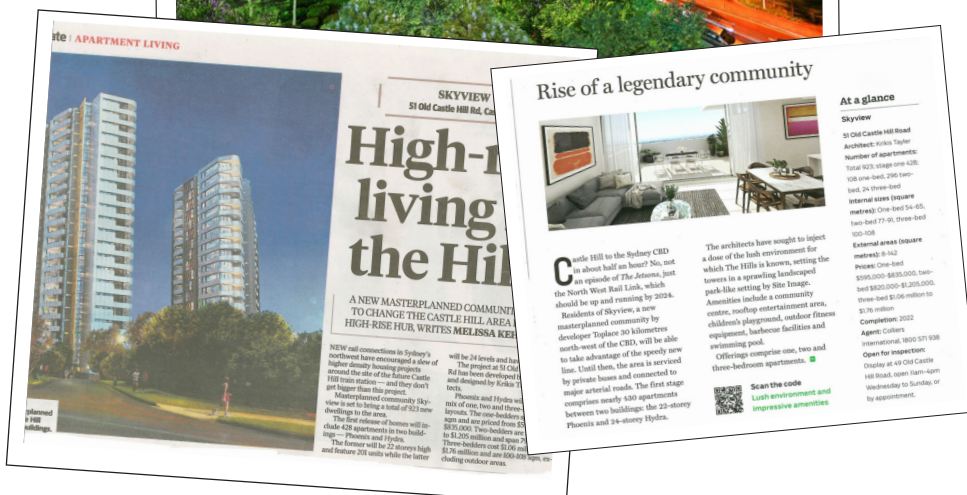 ate | APARTMENT LIVING
SKYVIEW
51 Old Castle Hill Rd, Cas
High-r
living
the Hil
A NEW MASTERPLANNED COMMUNIT
TO CHANGE THE CASTLE HILL AREA
HIGH-RISE HUB, WRITES MELISSA KEH
NEW rail connections in Sydney's
northwest have encouraged a slew of
higher density housing projects
around the site of the future Castle
Hill train station — and they don't
get bigger than this project.
Masterplanned community Sky-
view is set to bring a total of 923 new
dwellings to the area.
The first release of homes will in-
clude 428 apartments in two build-
ings — Phoenix and Hydra.
The former will be 22 storeys high
and feature 201 units while the latter
will be 24 levels and hav
The project at 51 Old
Rd has been developed
and designed by Krikis T
tects.
Phoenix and Hydra wi
mix of one, two and three-
layouts. The one-bedders
sqm and are priced from $5
$835,000. Two-bedders are
to $1.205 million and span 7
Three-bedders cost $1.06 mil
$1.76 million and are 100-108 sqm, ex-
cluding outdoor areas.
planned
e Hill
uildings.
Rise of a legendary community
Castle Hill to the Sydney CBD
in about half an hour? No, not
an episode of The Jetsons, just
the North West Rail Link, which
should be up and running by 2024.
Residents of Skyview, a new
masterplanned community by
developer Toplace 30 kilometres
north-west of the CBD, will be able
to take advantage of the speedy new
line. Until then, the area is serviced
by private buses and connected to
major arterial roads. The first stage
comprises nearly 430 apartments
between two buildings: the 22-storey
Phoenix and 24-storey Hydra.
The architects have sought to inject
a dose of the lush environment for
which The Hills is known, setting the
towers in a sprawling landscaped
park-like setting by Site Image.
Amenities include a community
centre, rooftop entertainment area,
children's playground, outdoor fitness
equipment, barbecue facilities and
swimming pool.
Offerings comprise one, two and
three-bedroom apartments.
Scan the code
Lush environment and
impressive amenities
At a glance
Skyview
51 Old Castle Hill Road
Architect: Krikis Tayler
Number of apartments:
Total 923; stage one 428;
108 one-bed, 296 two-
bed, 24 three-bed
Internal sizes (square
metres): One-bed 54-65,
two-bed 77-91, three-bed
100-108
External areas (square
metres): 8-142
Prices: One-bed
$595,000-$835,000, two-
bed $820,000-$1,205,000,
three-bed $1.06 million to
$1.76 million
Completion: 2022
Agent: Colliers
International, 1800 571 938
Open for inspection:
Display at 49 Old Castle
Hill Road, open 11am-4pm
Wednesday to Sunday, or
by appointment.